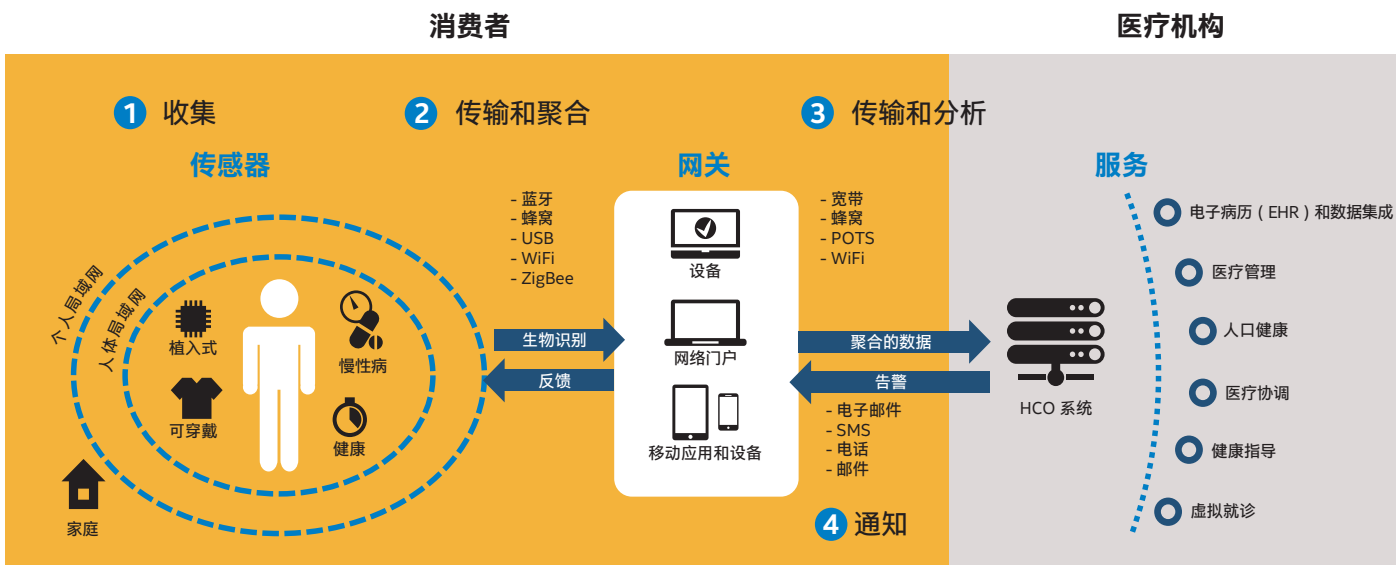 消费者
医疗机构
1 收集
2 传输和聚合
3 传输和分析
传感器
网关
服务
个人局域网
人体局域网
植入式
慢性病
可穿戴
健康
家庭
- 蓝牙
- 蜂窝
- USB
- WiFi
- ZigBee
生物识别
反馈
设备
网络门户
移动应用和设备
- 宽带
- 蜂窝
- POTS
- WiFi
聚合的数据
告警
- 电子邮件
- SMS
- 电话
- 邮件
4 通知
HCO 系统
电子病历（EHR）和数据集成
医疗管理
人口健康
医疗协调
健康指导
虚拟就诊